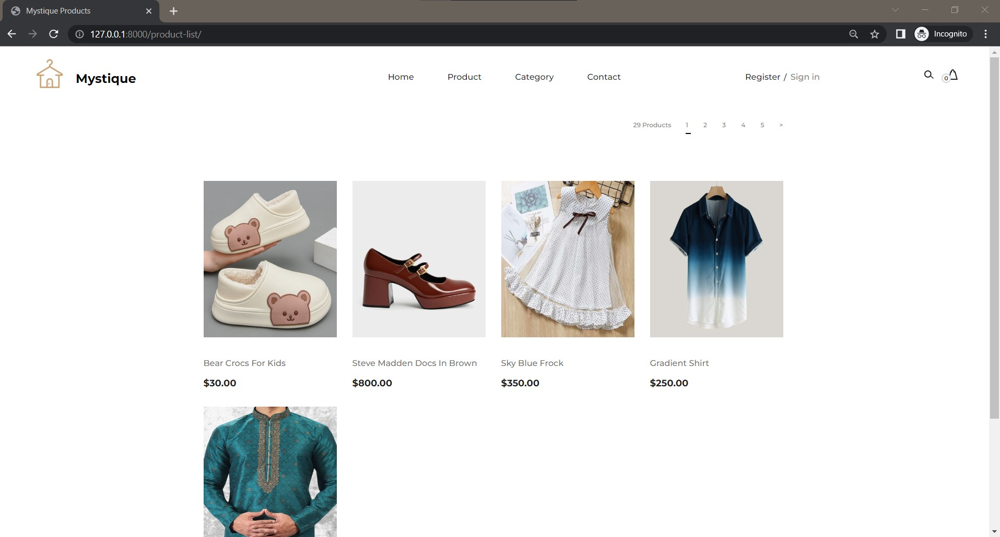 Mystique Products
127.0.0.1:8000/product-list/
Incognito
Mystique
Home Product Category Contact
Register / Sign in
0
29 Products 1 2 3 4 5 >
Bear Crocs For Kids
$30.00
Steve Madden Docs In Brown
$800.00
Sky Blue Frock
$350.00
Gradient Shirt
$250.00